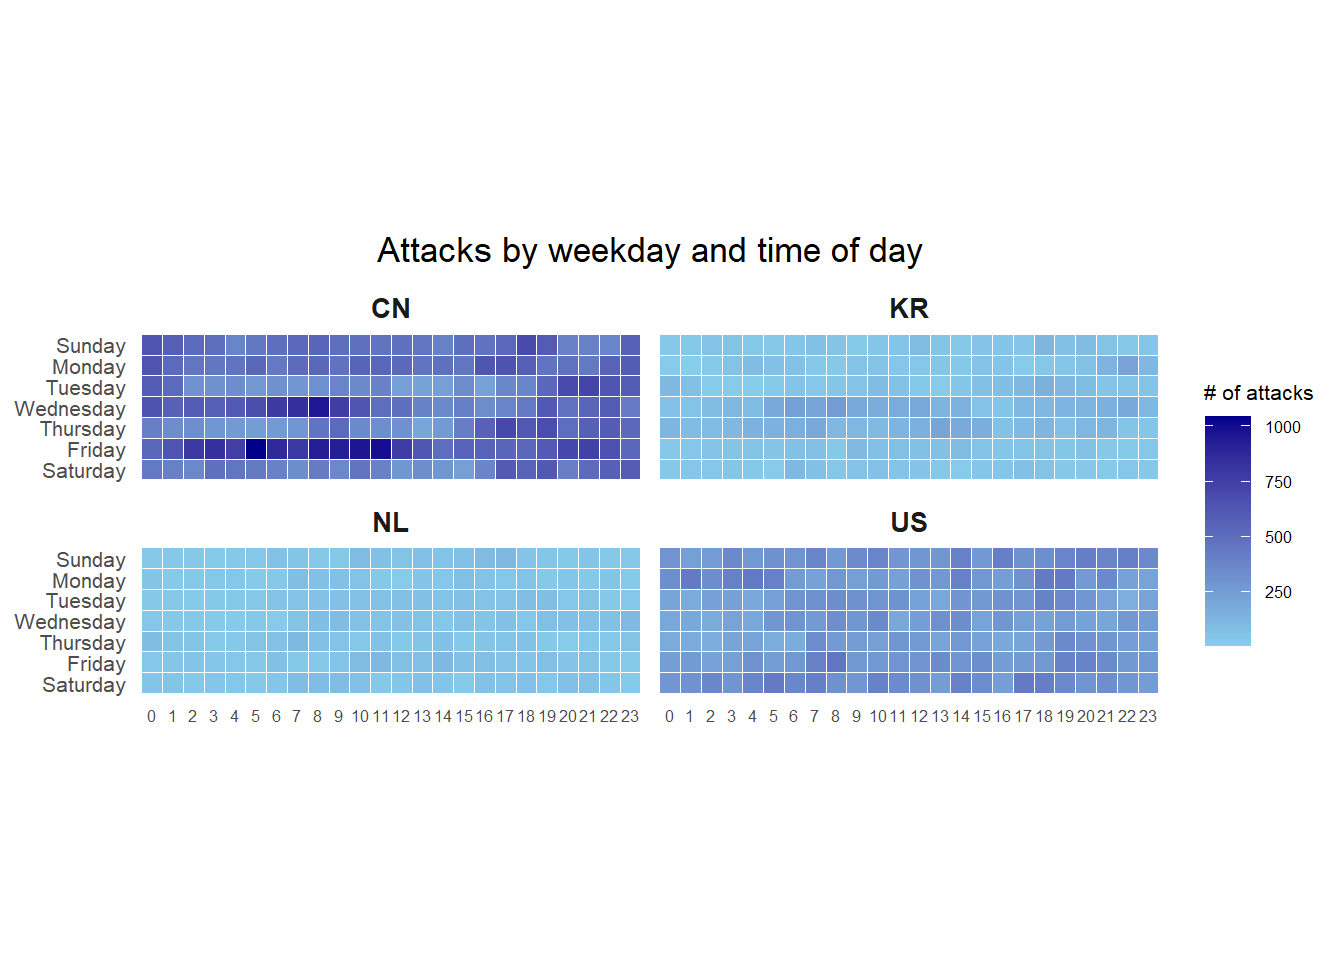 Attacks by weekday and time of day
CN
KR
Sunday
Monday
Tuesday
Wednesday
Thursday
Friday
Saturday
# of attacks
1000
750
500
250
NL
US
Sunday
Monday
Tuesday
Wednesday
Thursday
Friday
Saturday
0 1 2 3 4 5 6 7 8 9 10 11 12 13 14 15 16 17 18 19 20 21 22 23
0 1 2 3 4 5 6 7 8 9 10 11 12 13 14 15 16 17 18 19 20 21 22 23